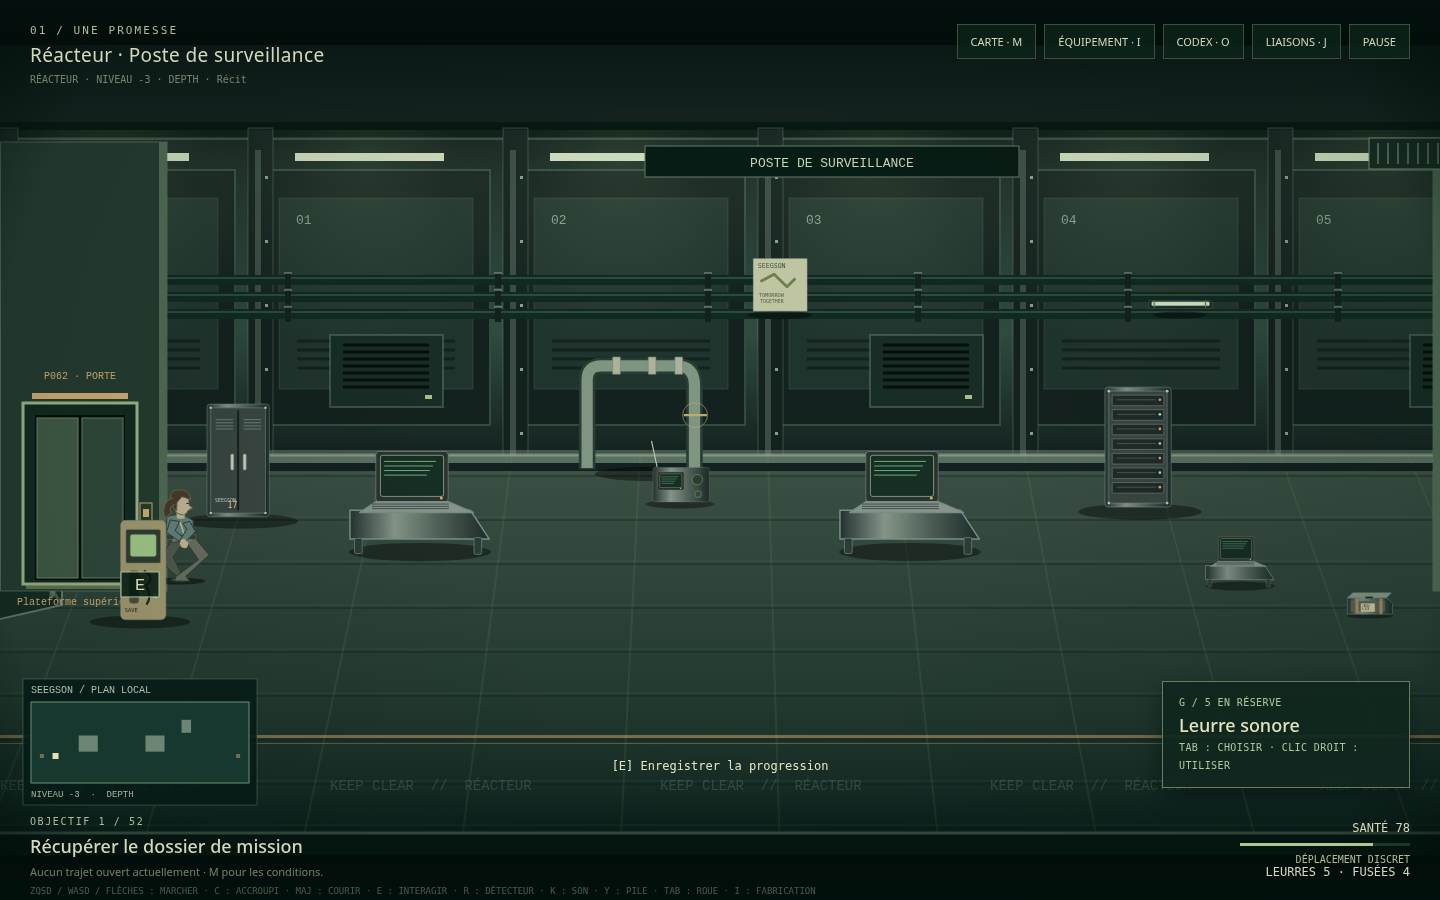 01 / UNE PROMESSE
Réacteur · Poste de surveillance
RÉACTEUR · NIVEAU -3 · DEPTH · Récit
CARTE · M
ÉQUIPEMENT · I
CODEX · O
LIAISONS · J
PAUSE
POSTE DE SURVEILLANCE
01
02
03
04
05
SEEGSON
TOMORROW
TOGETHER
P062 · PORTE
SEEGSON
17
E
Plateforme supéri
SAVE
SEEGSON / PLAN LOCAL
NIVEAU -3 · DEPTH
G / 5 EN RÉSERVE
Leurre sonore
TAB : CHOISIR · CLIC DROIT :
UTILISER
[E] Enregistrer la progression
KEEP CLEAR // RÉACTEUR
KEEP CLEAR // RÉACTEUR
KEEP CLEAR // RÉAC
OBJECTIF 1 / 52
Récupérer le dossier de mission
Aucun trajet ouvert actuellement · M pour les conditions.
ZQSD / WASD / FLÈCHES : MARCHER · C : ACCROUPI · MAJ : COURIR · E : INTERAGIR · R : DÉTECTEUR · K : SON · Y : PILE · TAB : ROUE · I : FABRICATION
SANTÉ 78
DÉPLACEMENT DISCRET
LEURRES 5 · FUSÉES 4